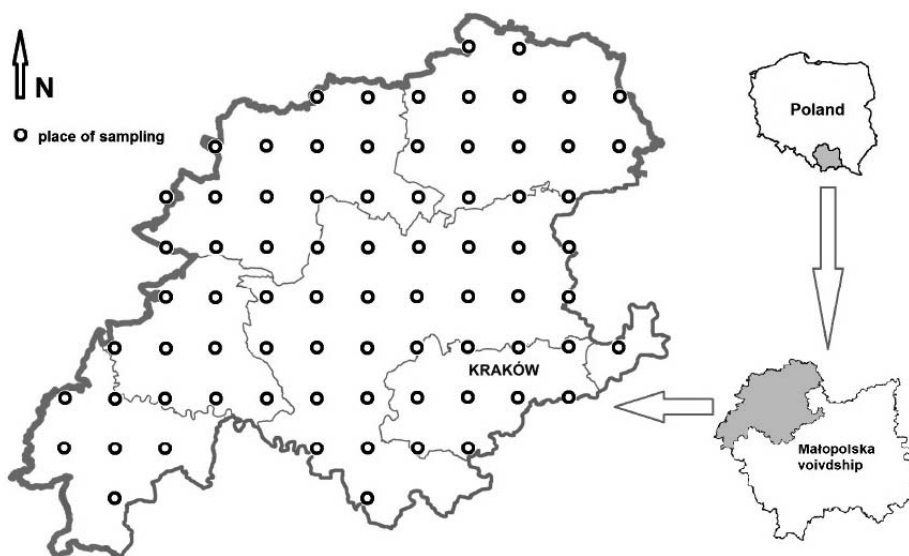 N
place of sampling
Poland
KRAKÓW
Małopolska
voivdship